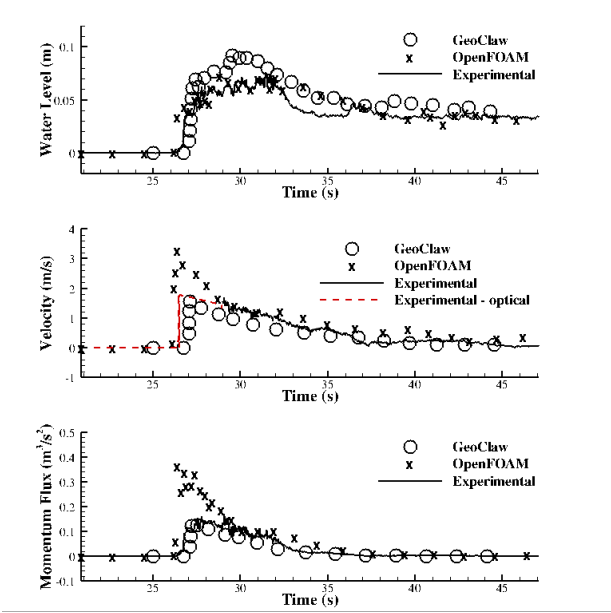 Water Level (m)
0.1
0.05
0
25
30
35
40
45
Time (s)
GeoClaw
OpenFOAM
Experimental
Velocity (m/s)
4
3
2
1
0
-1
25
30
35
40
45
Time (s)
GeoClaw
OpenFOAM
Experimental
Experimental - optical
Momentum Flux (m³/s²)
0.5
0.4
0.3
0.2
0.1
0
-0.1
25
30
35
40
45
Time (s)
GeoClaw
OpenFOAM
Experimental